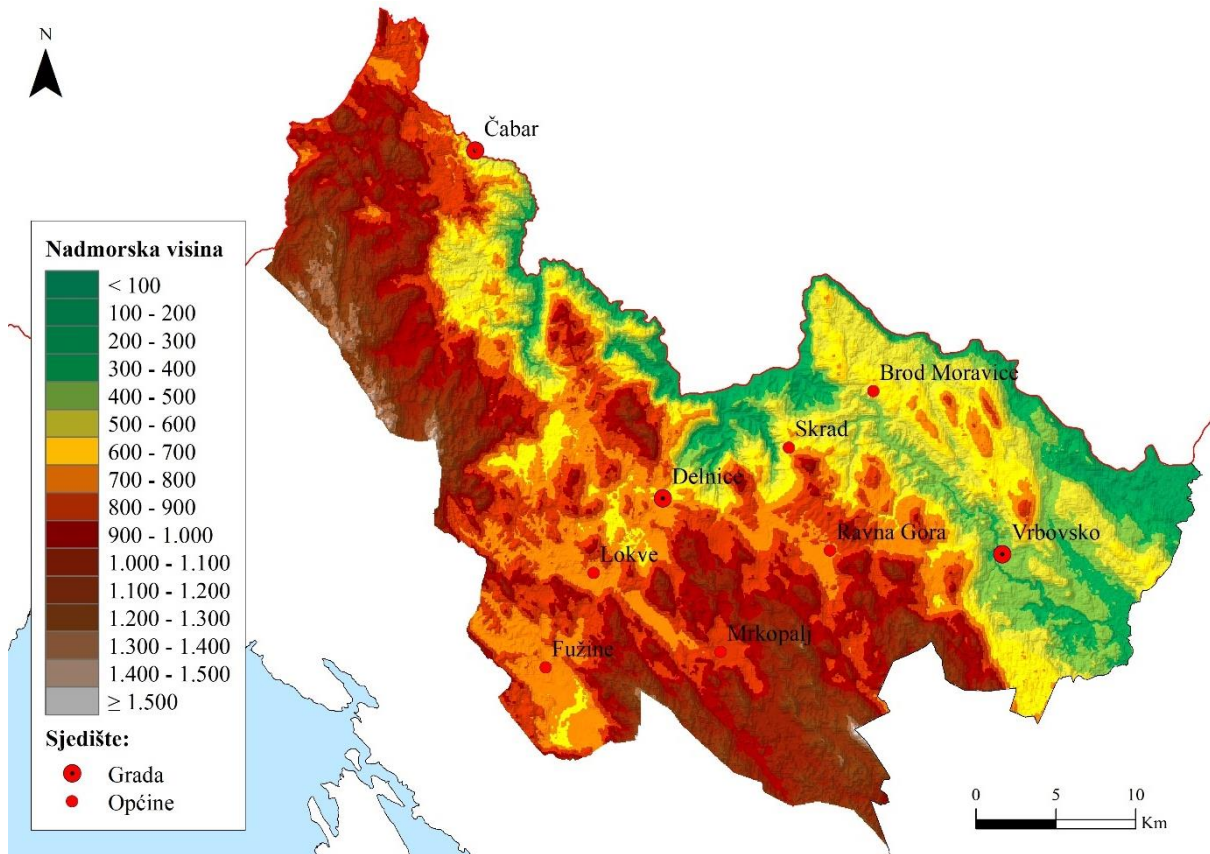 N
Čabar
Nadmorska visina
< 100
100 - 200
200 - 300
300 - 400
400 - 500
500 - 600
600 - 700
700 - 800
800 - 900
900 - 1.000
1.000 - 1.100
1.100 - 1.200
1.200 - 1.300
1.300 - 1.400
1.400 - 1.500
≥ 1.500
Sjedište:
Grada
Općine
Brod Moravice
Skrad
Delnice
Ravna Gora
Vrbovsko
Lokve
Mrkopalj
Fužine
0 5 10
Km